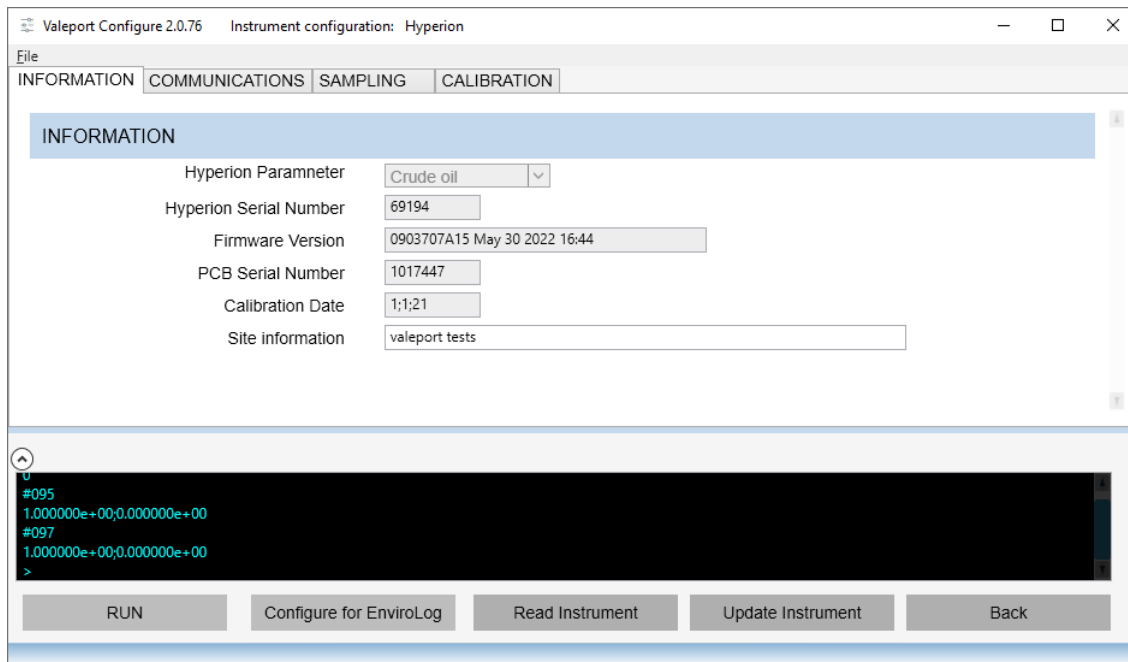 Valeport Configure 2.0.76 Instrument configuration: Hyperion
File
INFORMATION COMMUNICATIONS SAMPLING CALIBRATION
INFORMATION
Hyperion Paramneter Crude oil
Hyperion Serial Number 69194
Firmware Version 0903707A15 May 30 2022 16:44
PCB Serial Number 1017447
Calibration Date 1;1;21
Site information valeport tests
0
#095
1.000000e+00;0.000000e+00
#097
1.000000e+00;0.000000e+00
>
RUN Configure for EnviroLog Read Instrument Update Instrument Back